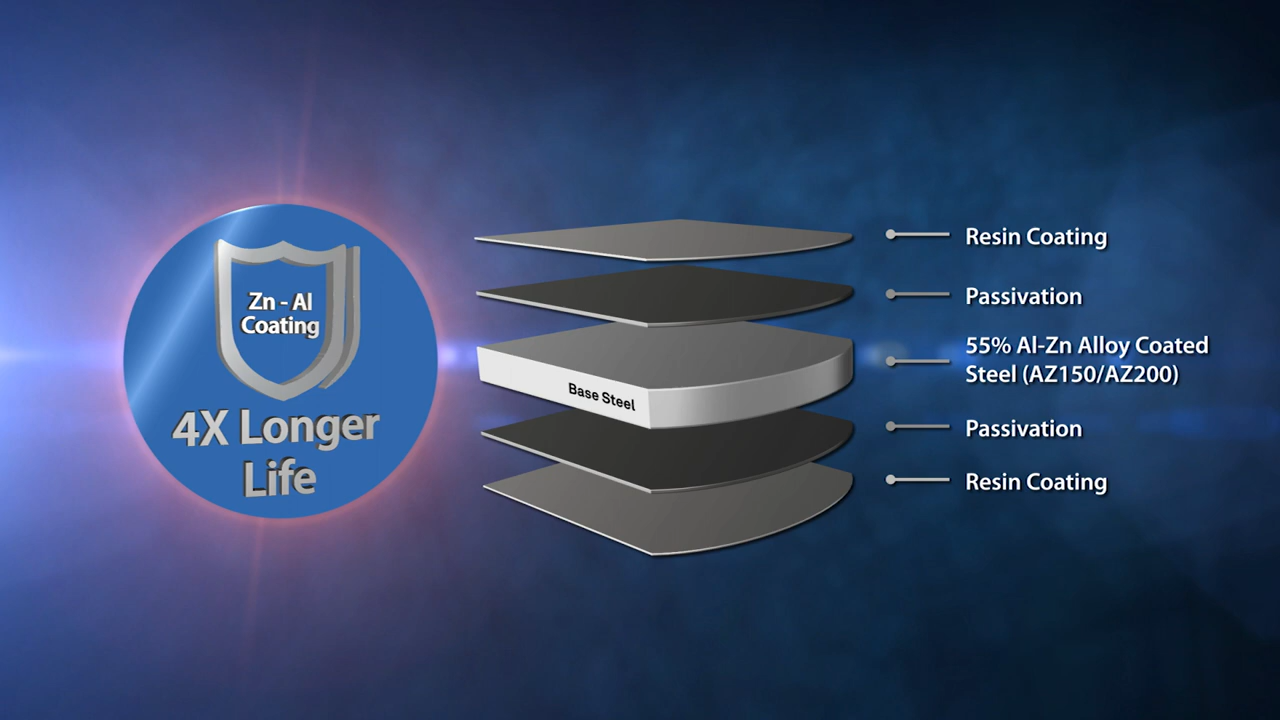 Zn - Al
Coating
4X Longer
Life
Base Steel
Resin Coating
Passivation
55% Al-Zn Alloy Coated
Steel (AZ150/AZ200)
Passivation
Resin Coating